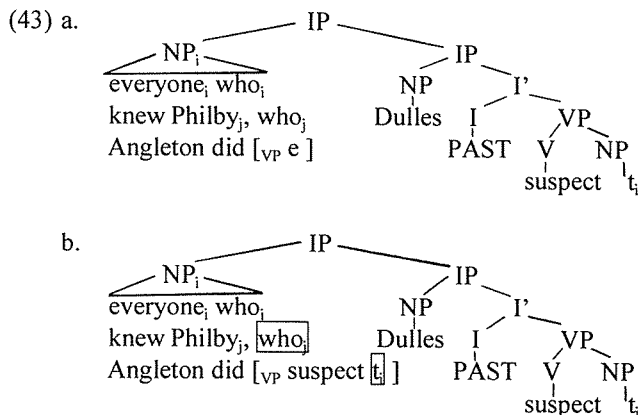 (43) a. IP
NPᵢ IP
everyoneᵢ whoᵢ NP I'
knew Philbyⱼ, whoⱼ Dulles I VP
Angleton did [VP e ] PAST V NP
suspect tᵢ
b. IP
NPᵢ IP
everyoneᵢ whoᵢ NP I'
knew Philbyⱼ, whoⱼ Dulles I VP
Angleton did [VP suspect tᵢ ] PAST V NP
suspect tᵢ